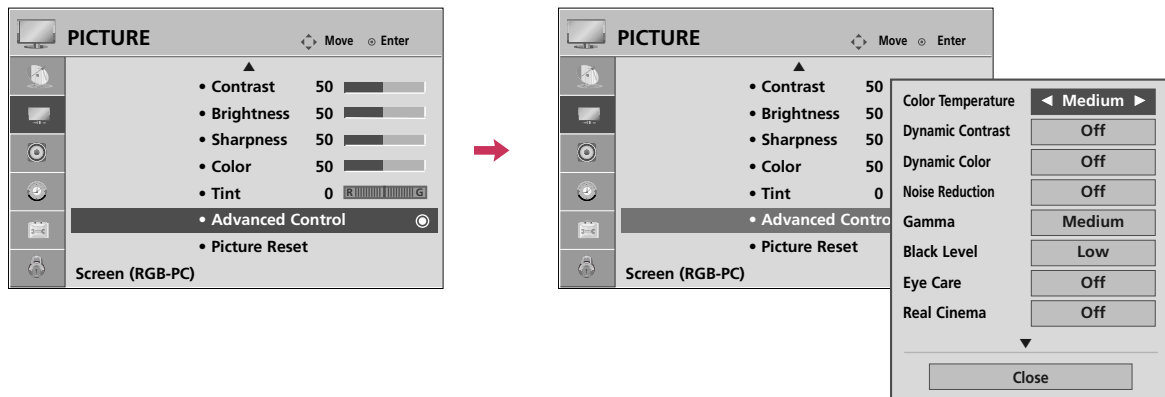 PICTURE
Move
Enter
• Contrast 50
• Brightness 50
• Sharpness 50
• Color 50
• Tint 0 R G
• Advanced Control
• Picture Reset
Screen (RGB-PC)
PICTURE
Move
Enter
• Contrast 50
• Brightness 50
• Sharpness 50
• Color 50
• Tint 0
• Advanced Contro
• Picture Reset
Screen (RGB-PC)
Color Temperature ◄ Medium ►
Dynamic Contrast Off
Dynamic Color Off
Noise Reduction Off
Gamma Medium
Black Level Low
Eye Care Off
Real Cinema Off
Close